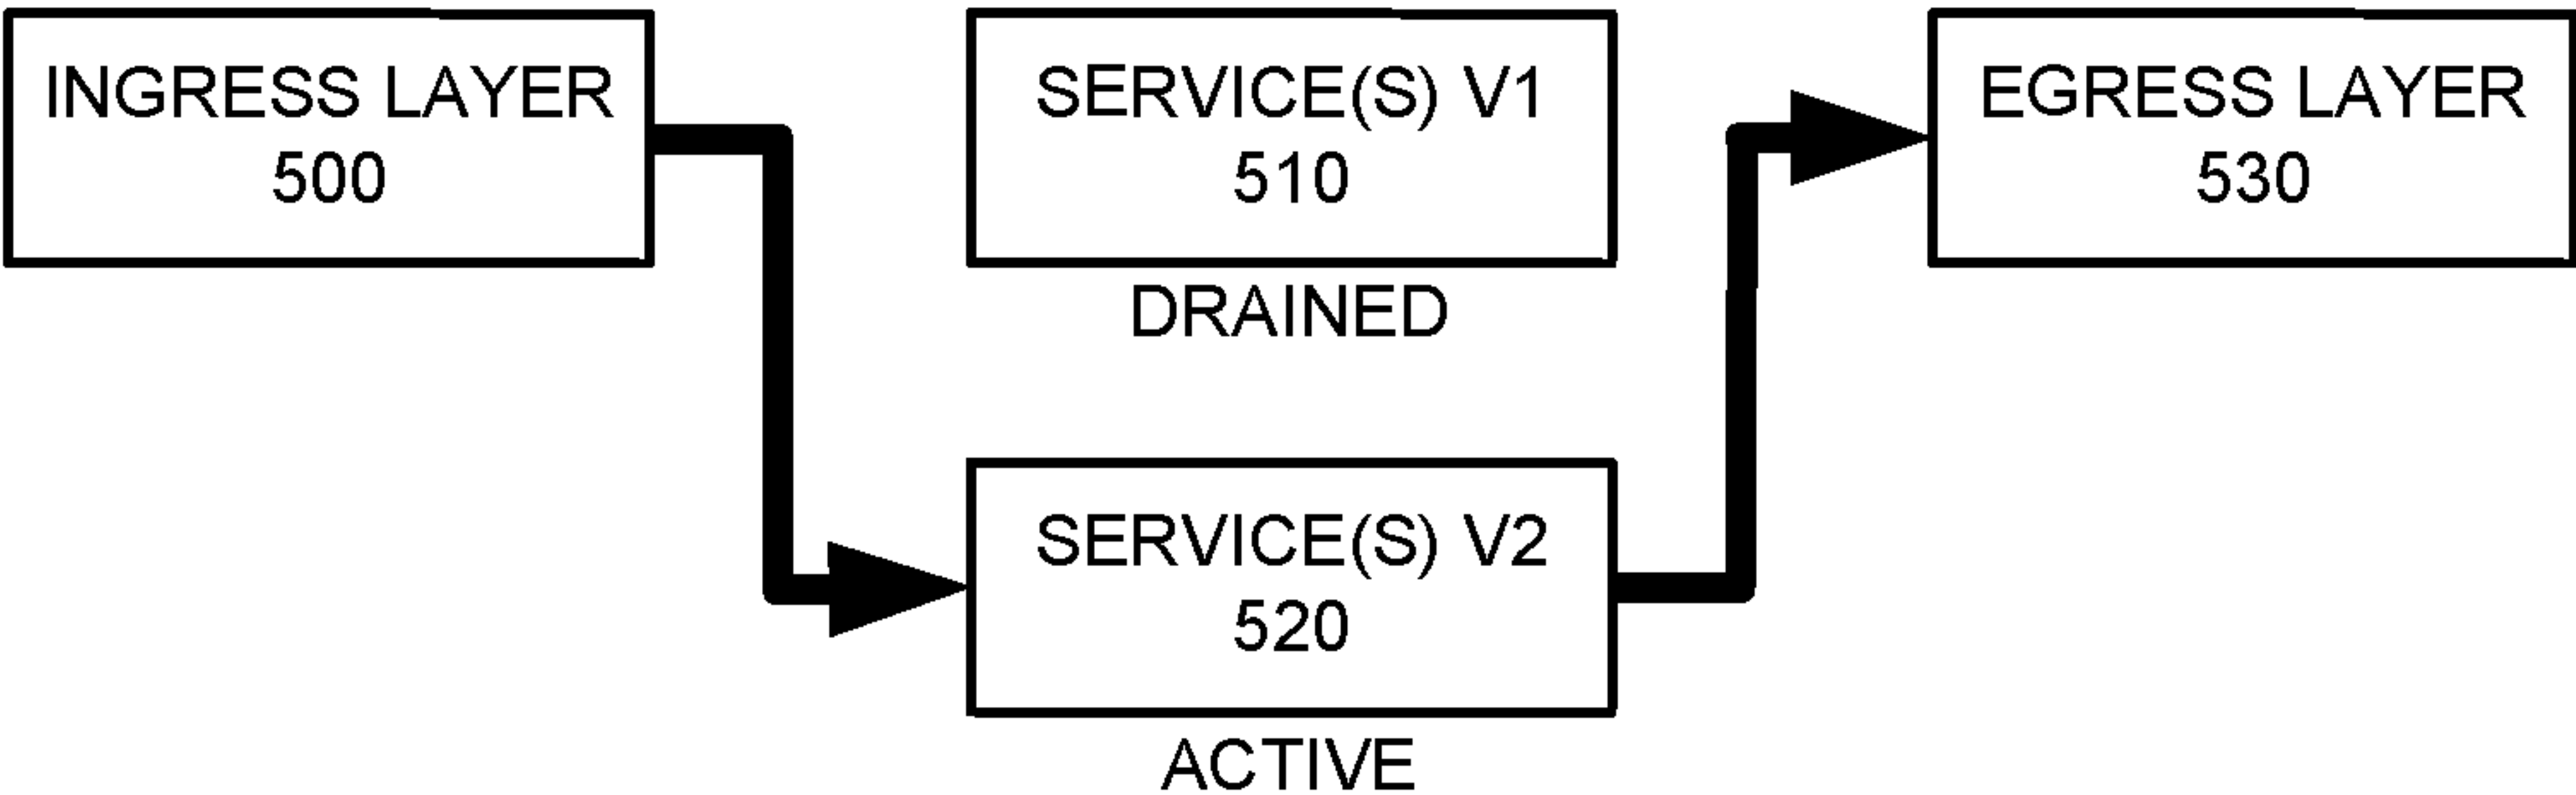 INGRESS LAYER
500
SERVICE(S) V1
510
DRAINED
EGRESS LAYER
530
SERVICE(S) V2
520
ACTIVE